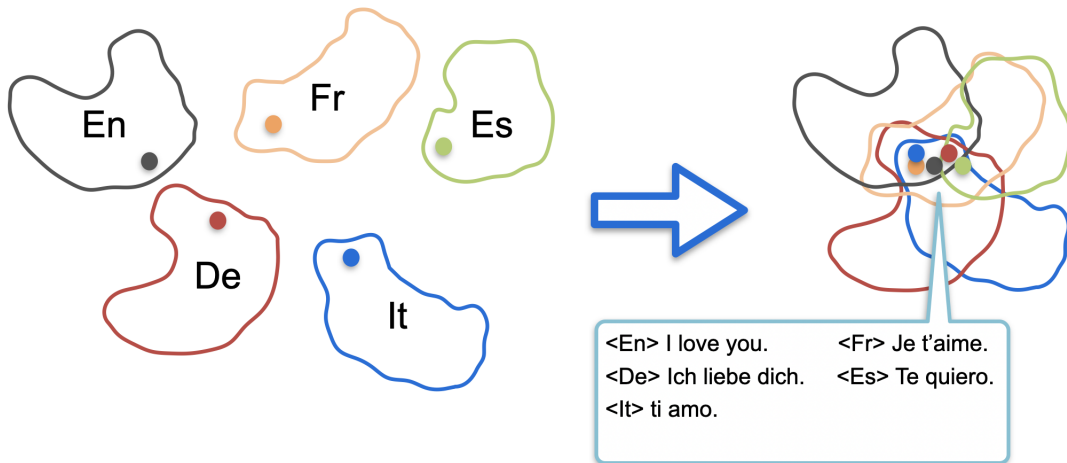 En
Fr
Es
De
It
<En> I love you. <Fr> Je t’aime.
<De> Ich liebe dich. <Es> Te quiero.
<It> ti amo.